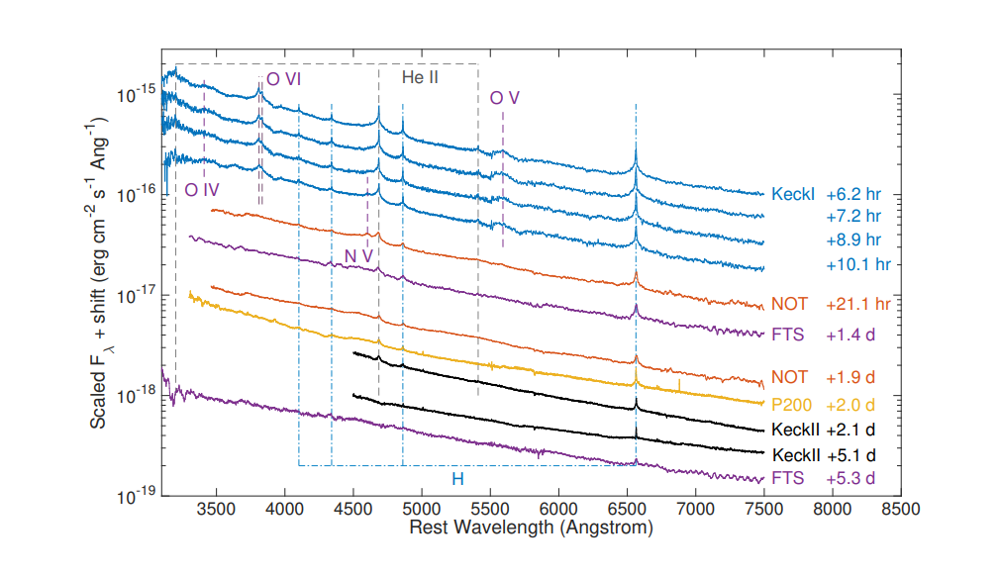 He II
O VI
O V
O IV
N V
H
KeckI +6.2 hr
+7.2 hr
+8.9 hr
+10.1 hr
NOT +21.1 hr
FTS +1.4 d
NOT +1.9 d
P200 +2.0 d
KeckII +2.1 d
KeckII +5.1 d
FTS +5.3 d
10^-15
10^-16
10^-17
10^-18
10^-19
Scaled F_λ + shift (erg cm^-2 s^-1 Ang^-1)
3500 4000 4500 5000 5500 6000 6500 7000 7500 8000 8500
Rest Wavelength (Angstrom)